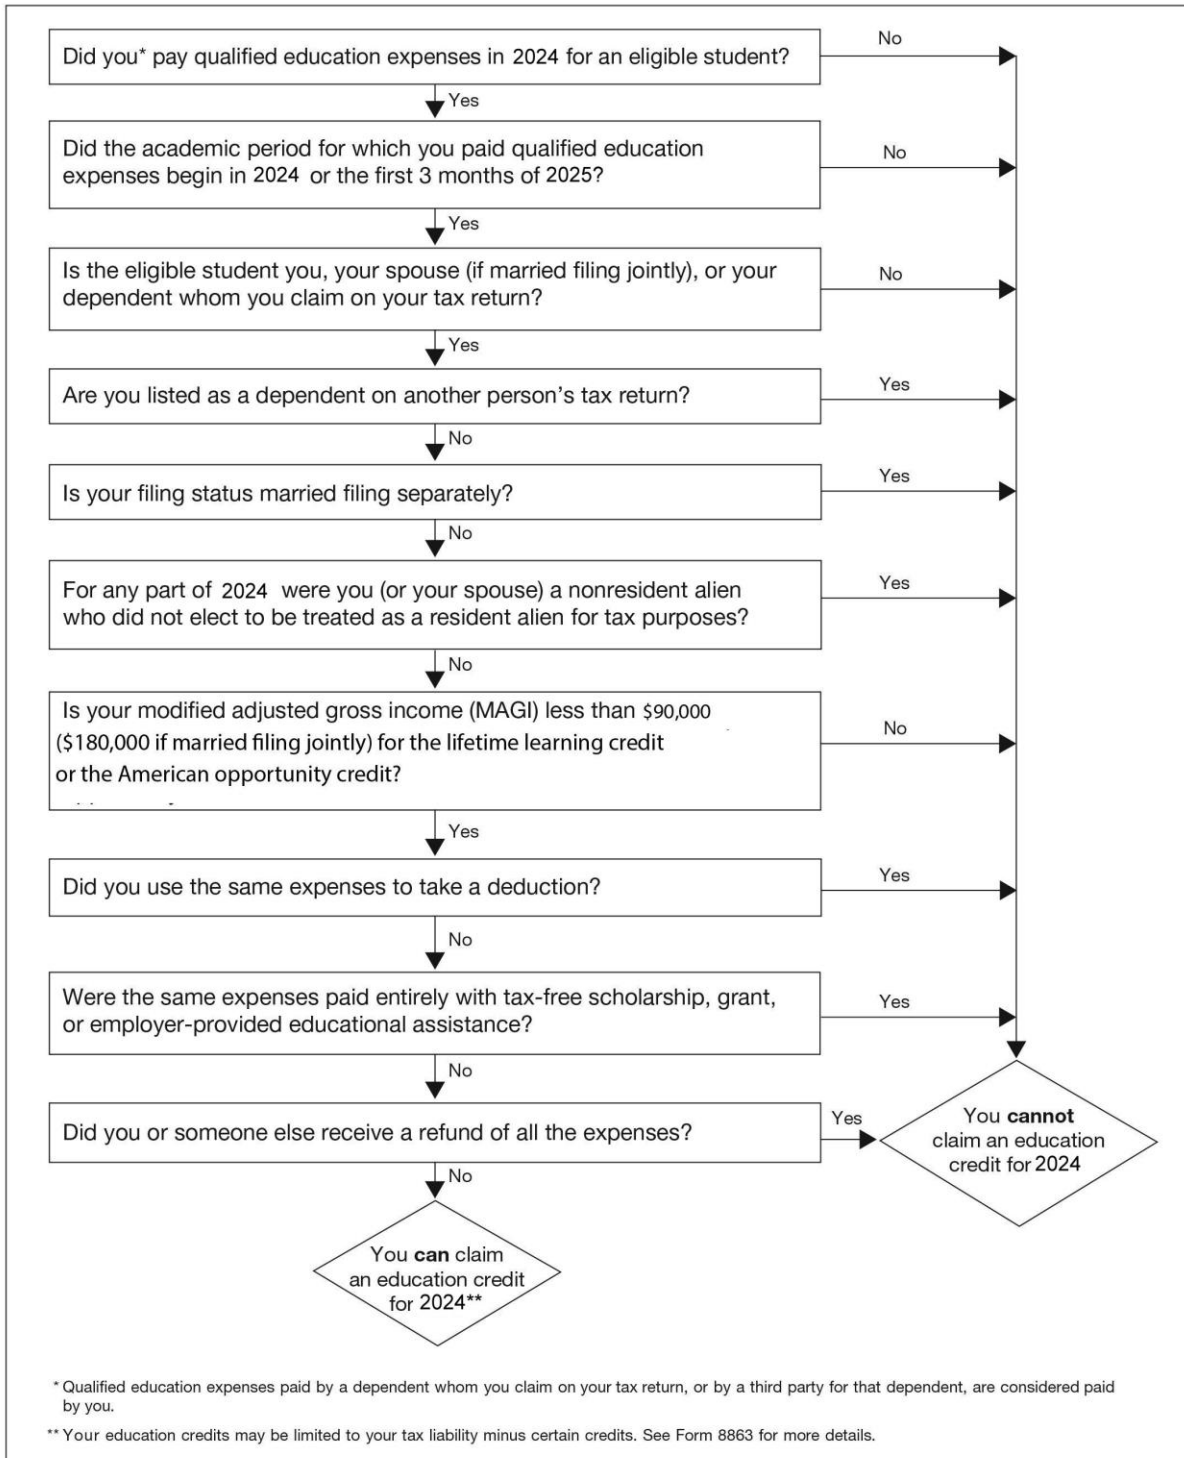 Did you* pay qualified education expenses in 2024 for an eligible student?
No
Yes
Did the academic period for which you paid qualified education
expenses begin in 2024 or the first 3 months of 2025?
No
Yes
Is the eligible student you, your spouse (if married filing jointly), or your
dependent whom you claim on your tax return?
No
Yes
Are you listed as a dependent on another person's tax return?
Yes
No
Is your filing status married filing separately?
Yes
No
For any part of 2024 were you (or your spouse) a nonresident alien
who did not elect to be treated as a resident alien for tax purposes?
Yes
No
Is your modified adjusted gross income (MAGI) less than $90,000
($180,000 if married filing jointly) for the lifetime learning credit
or the American opportunity credit?
No
Yes
Did you use the same expenses to take a deduction?
Yes
No
Were the same expenses paid entirely with tax-free scholarship, grant,
or employer-provided educational assistance?
Yes
No
Did you or someone else receive a refund of all the expenses?
Yes
You cannot
claim an education
credit for 2024
No
You can claim
an education credit
for 2024**
* Qualified education expenses paid by a dependent whom you claim on your tax return, or by a third party for that dependent, are considered paid
by you.
** Your education credits may be limited to your tax liability minus certain credits. See Form 8863 for more details.